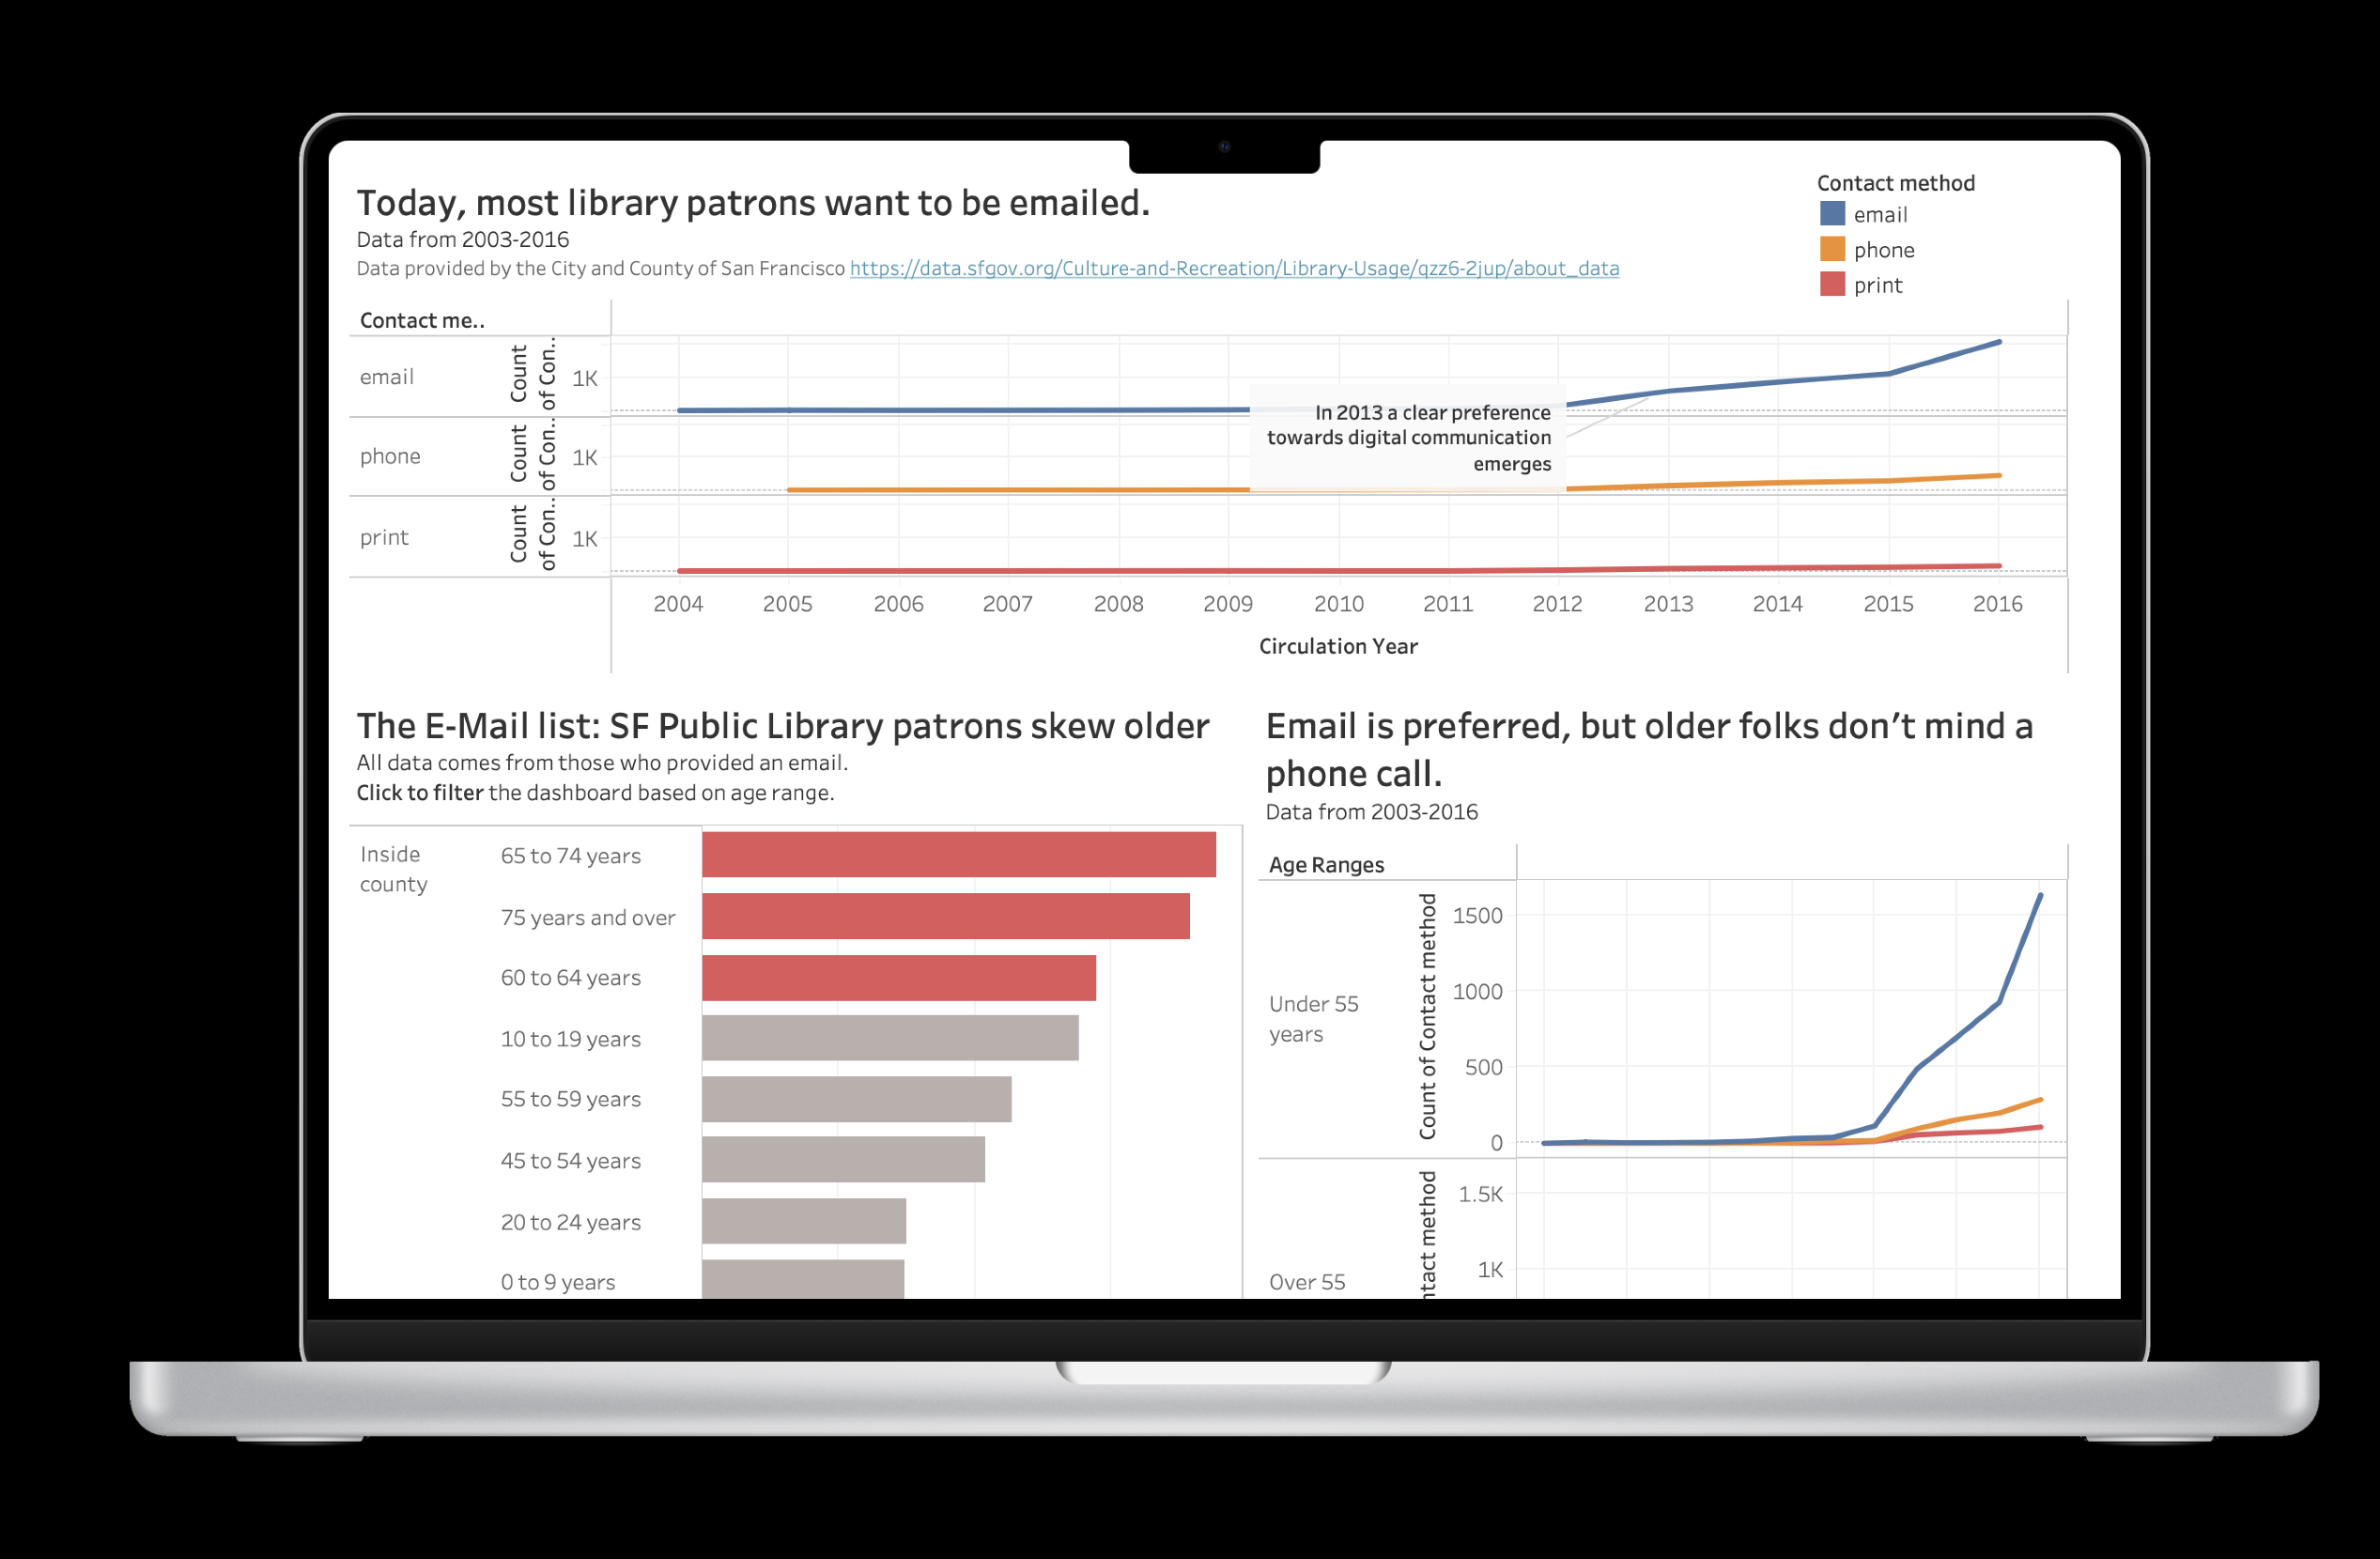 Today, most library patrons want to be emailed.
Data from 2003-2016
Data provided by the City and County of San Francisco https://data.sfgov.org/Culture-and-Recreation/Library-Usage/qzz6-2jup/about_data
Contact method
email
phone
print
Contact me..
email
Count
of Con..
1K
phone
Count
of Con..
1K
print
Count
of Con..
1K
In 2013 a clear preference
towards digital communication
emerges
2004 2005 2006 2007 2008 2009 2010 2011 2012 2013 2014 2015 2016
Circulation Year
The E-Mail list: SF Public Library patrons skew older
All data comes from those who provided an email.
Click to filter the dashboard based on age range.
Inside
county
65 to 74 years
75 years and over
60 to 64 years
10 to 19 years
55 to 59 years
45 to 54 years
20 to 24 years
0 to 9 years
Email is preferred, but older folks don’t mind a
phone call.
Data from 2003-2016
Age Ranges
Under 55
years
Count of Contact method
1500
1000
500
0
Over 55
ntact method
1.5K
1K